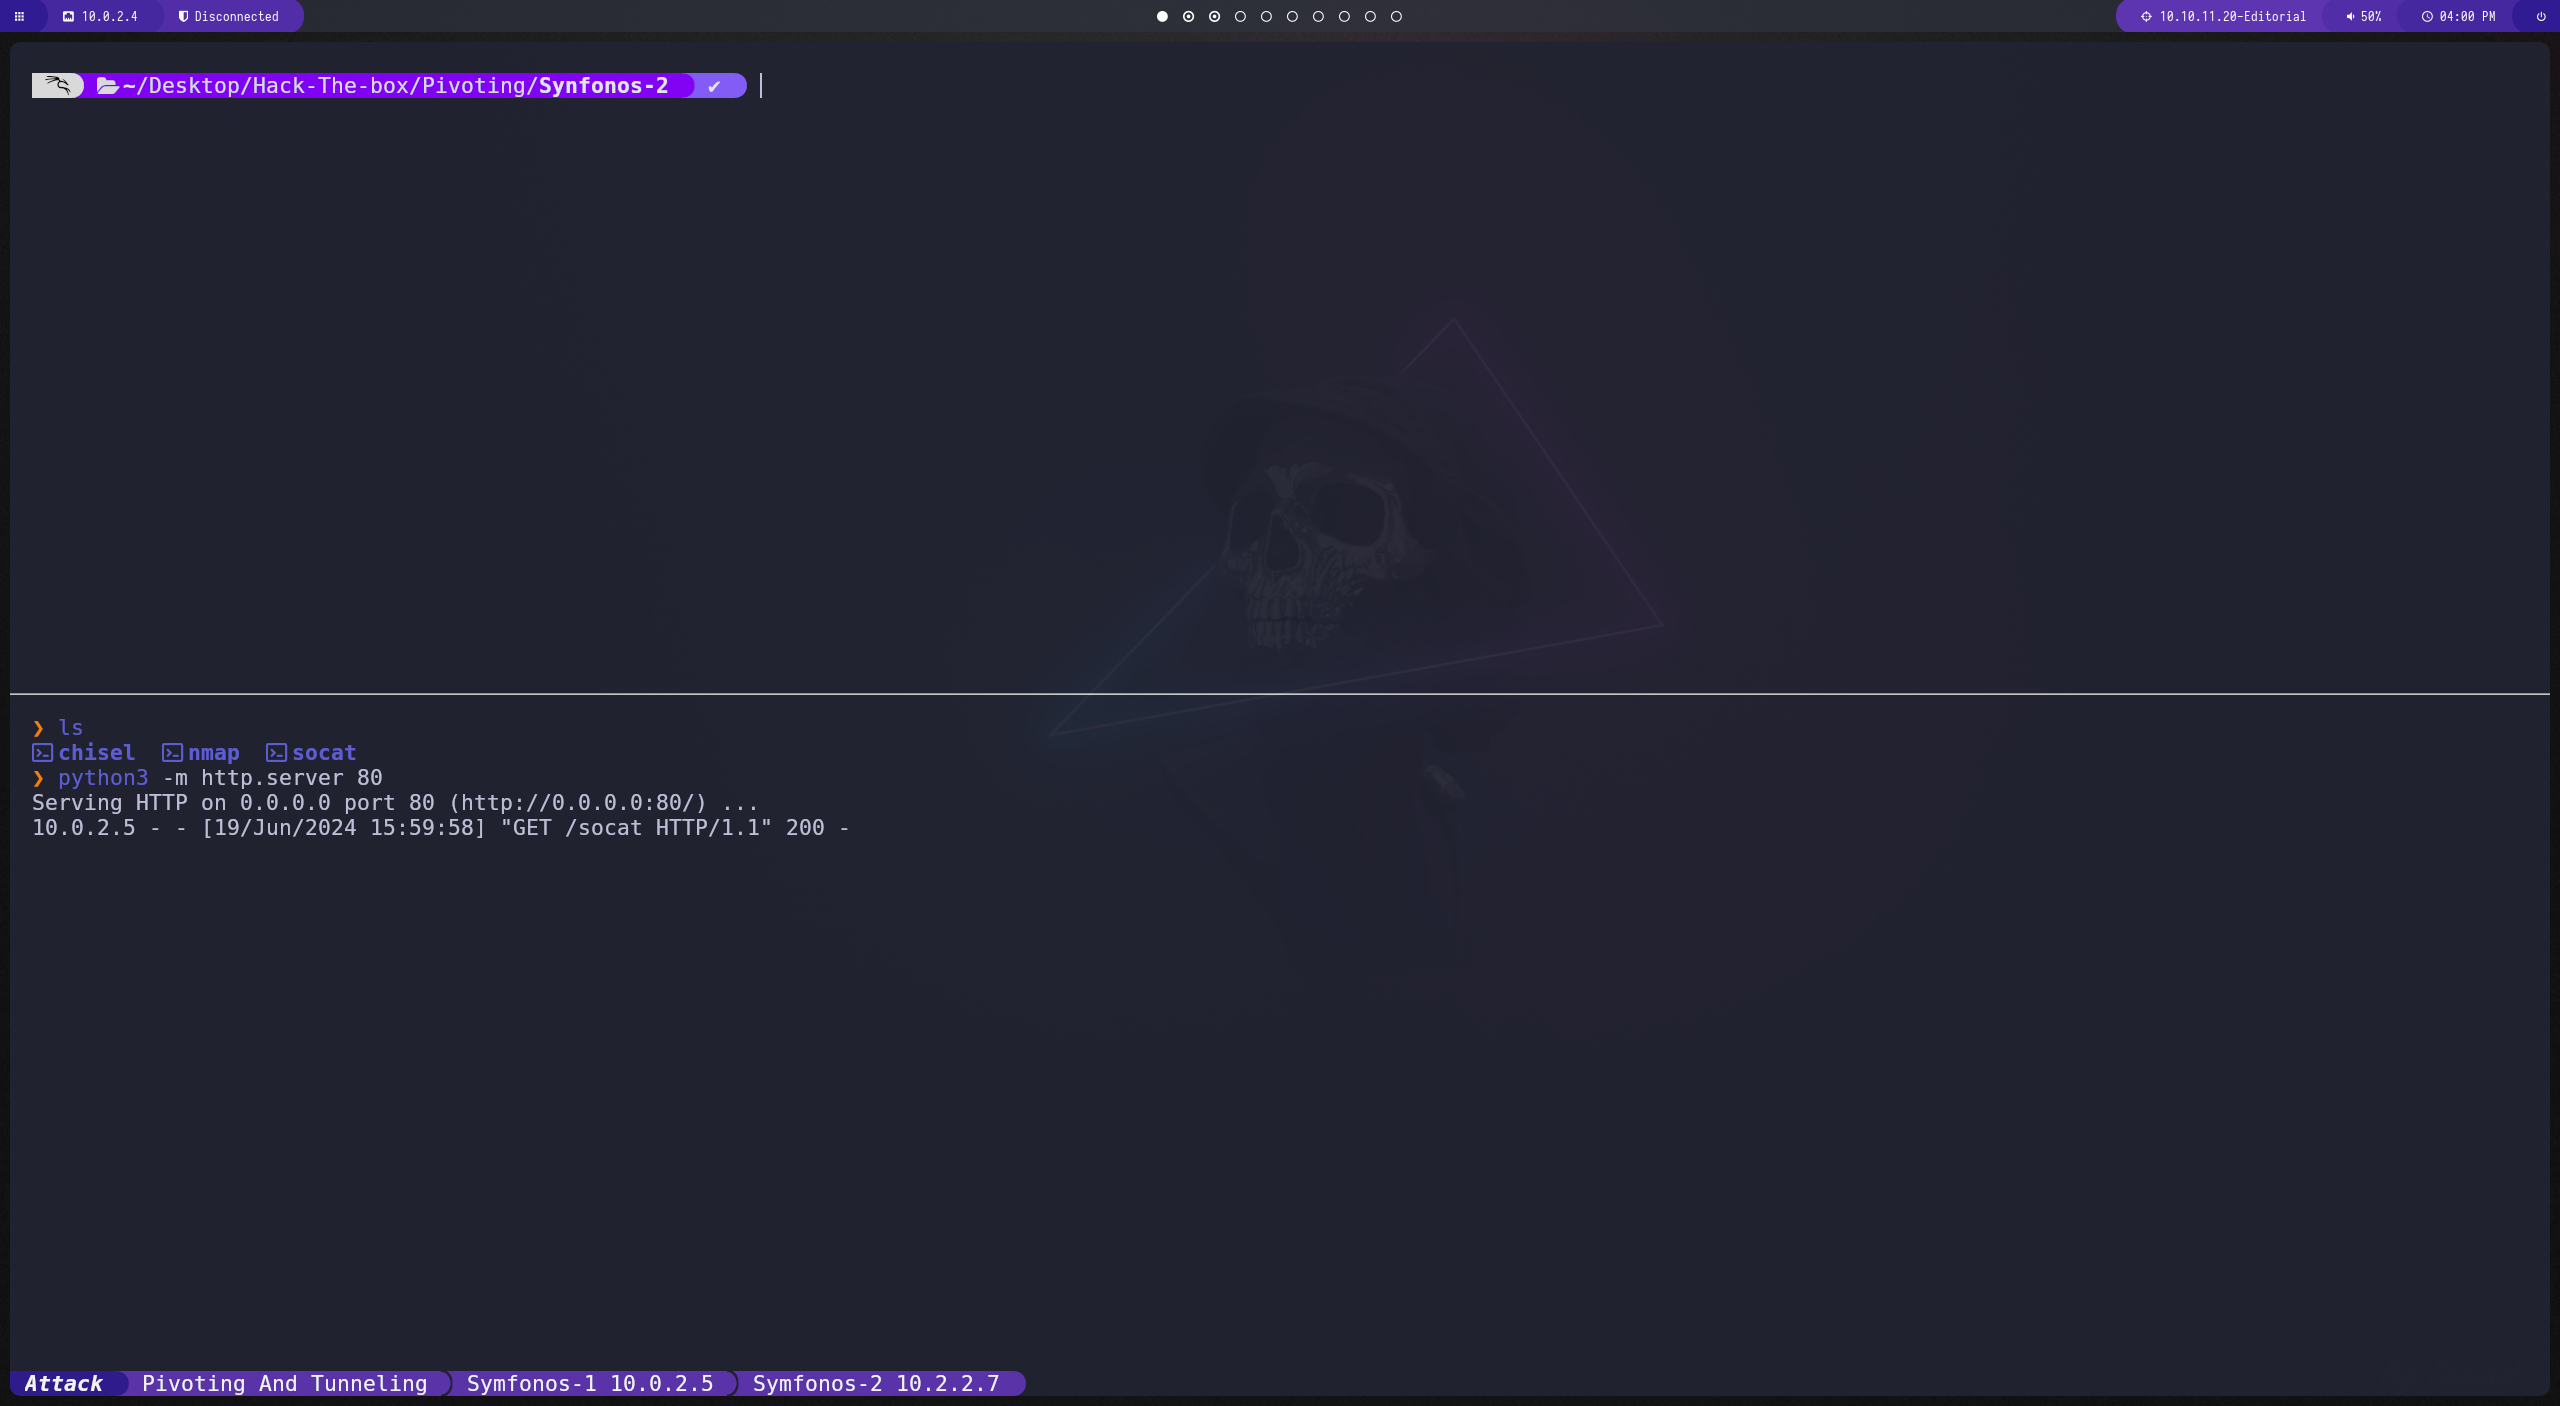 10.0.2.4 Disconnected 10.10.11.20-Editorial 50% 04:00 PM
~/Desktop/Hack-The-box/Pivoting/Synfonos-2 ✔
❯ ls
chisel nmap socat
❯ python3 -m http.server 80
Serving HTTP on 0.0.0.0 port 80 (http://0.0.0.0:80/) ...
10.0.2.5 - - [19/Jun/2024 15:59:58] "GET /socat HTTP/1.1" 200 -
Attack Pivoting And Tunneling Symfonos-1 10.0.2.5 Symfonos-2 10.2.2.7